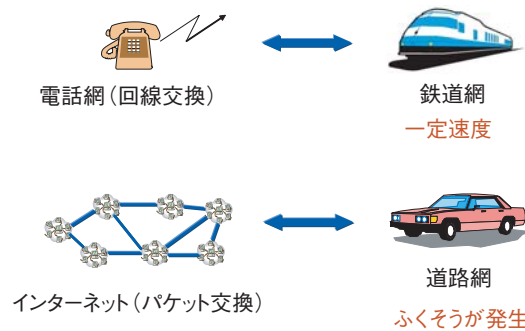 電話網(回線交換)
鉄道網
一定速度
インターネット(パケット交換)
道路網
ふくそうが発生